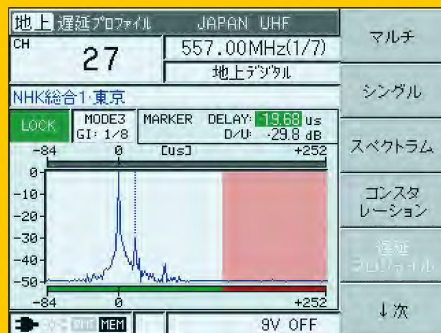 地上 遅延プロファイル JAPAN UHF
CH 27 557.00MHz(1/7)
地上デジタル
NHK総合1・東京
LOCK MODE3 GI: 1/8 MARKER DELAY: 19.68 us
D/U: -29.8 dB
-84 0 [us] +252
0
-10
-20
-30
-40
-50
-84 0 +252
MEM 9V OFF
マルチ
シングル
スペクトラム
コンスタ
レーション
遅延
プロファイル
↓次